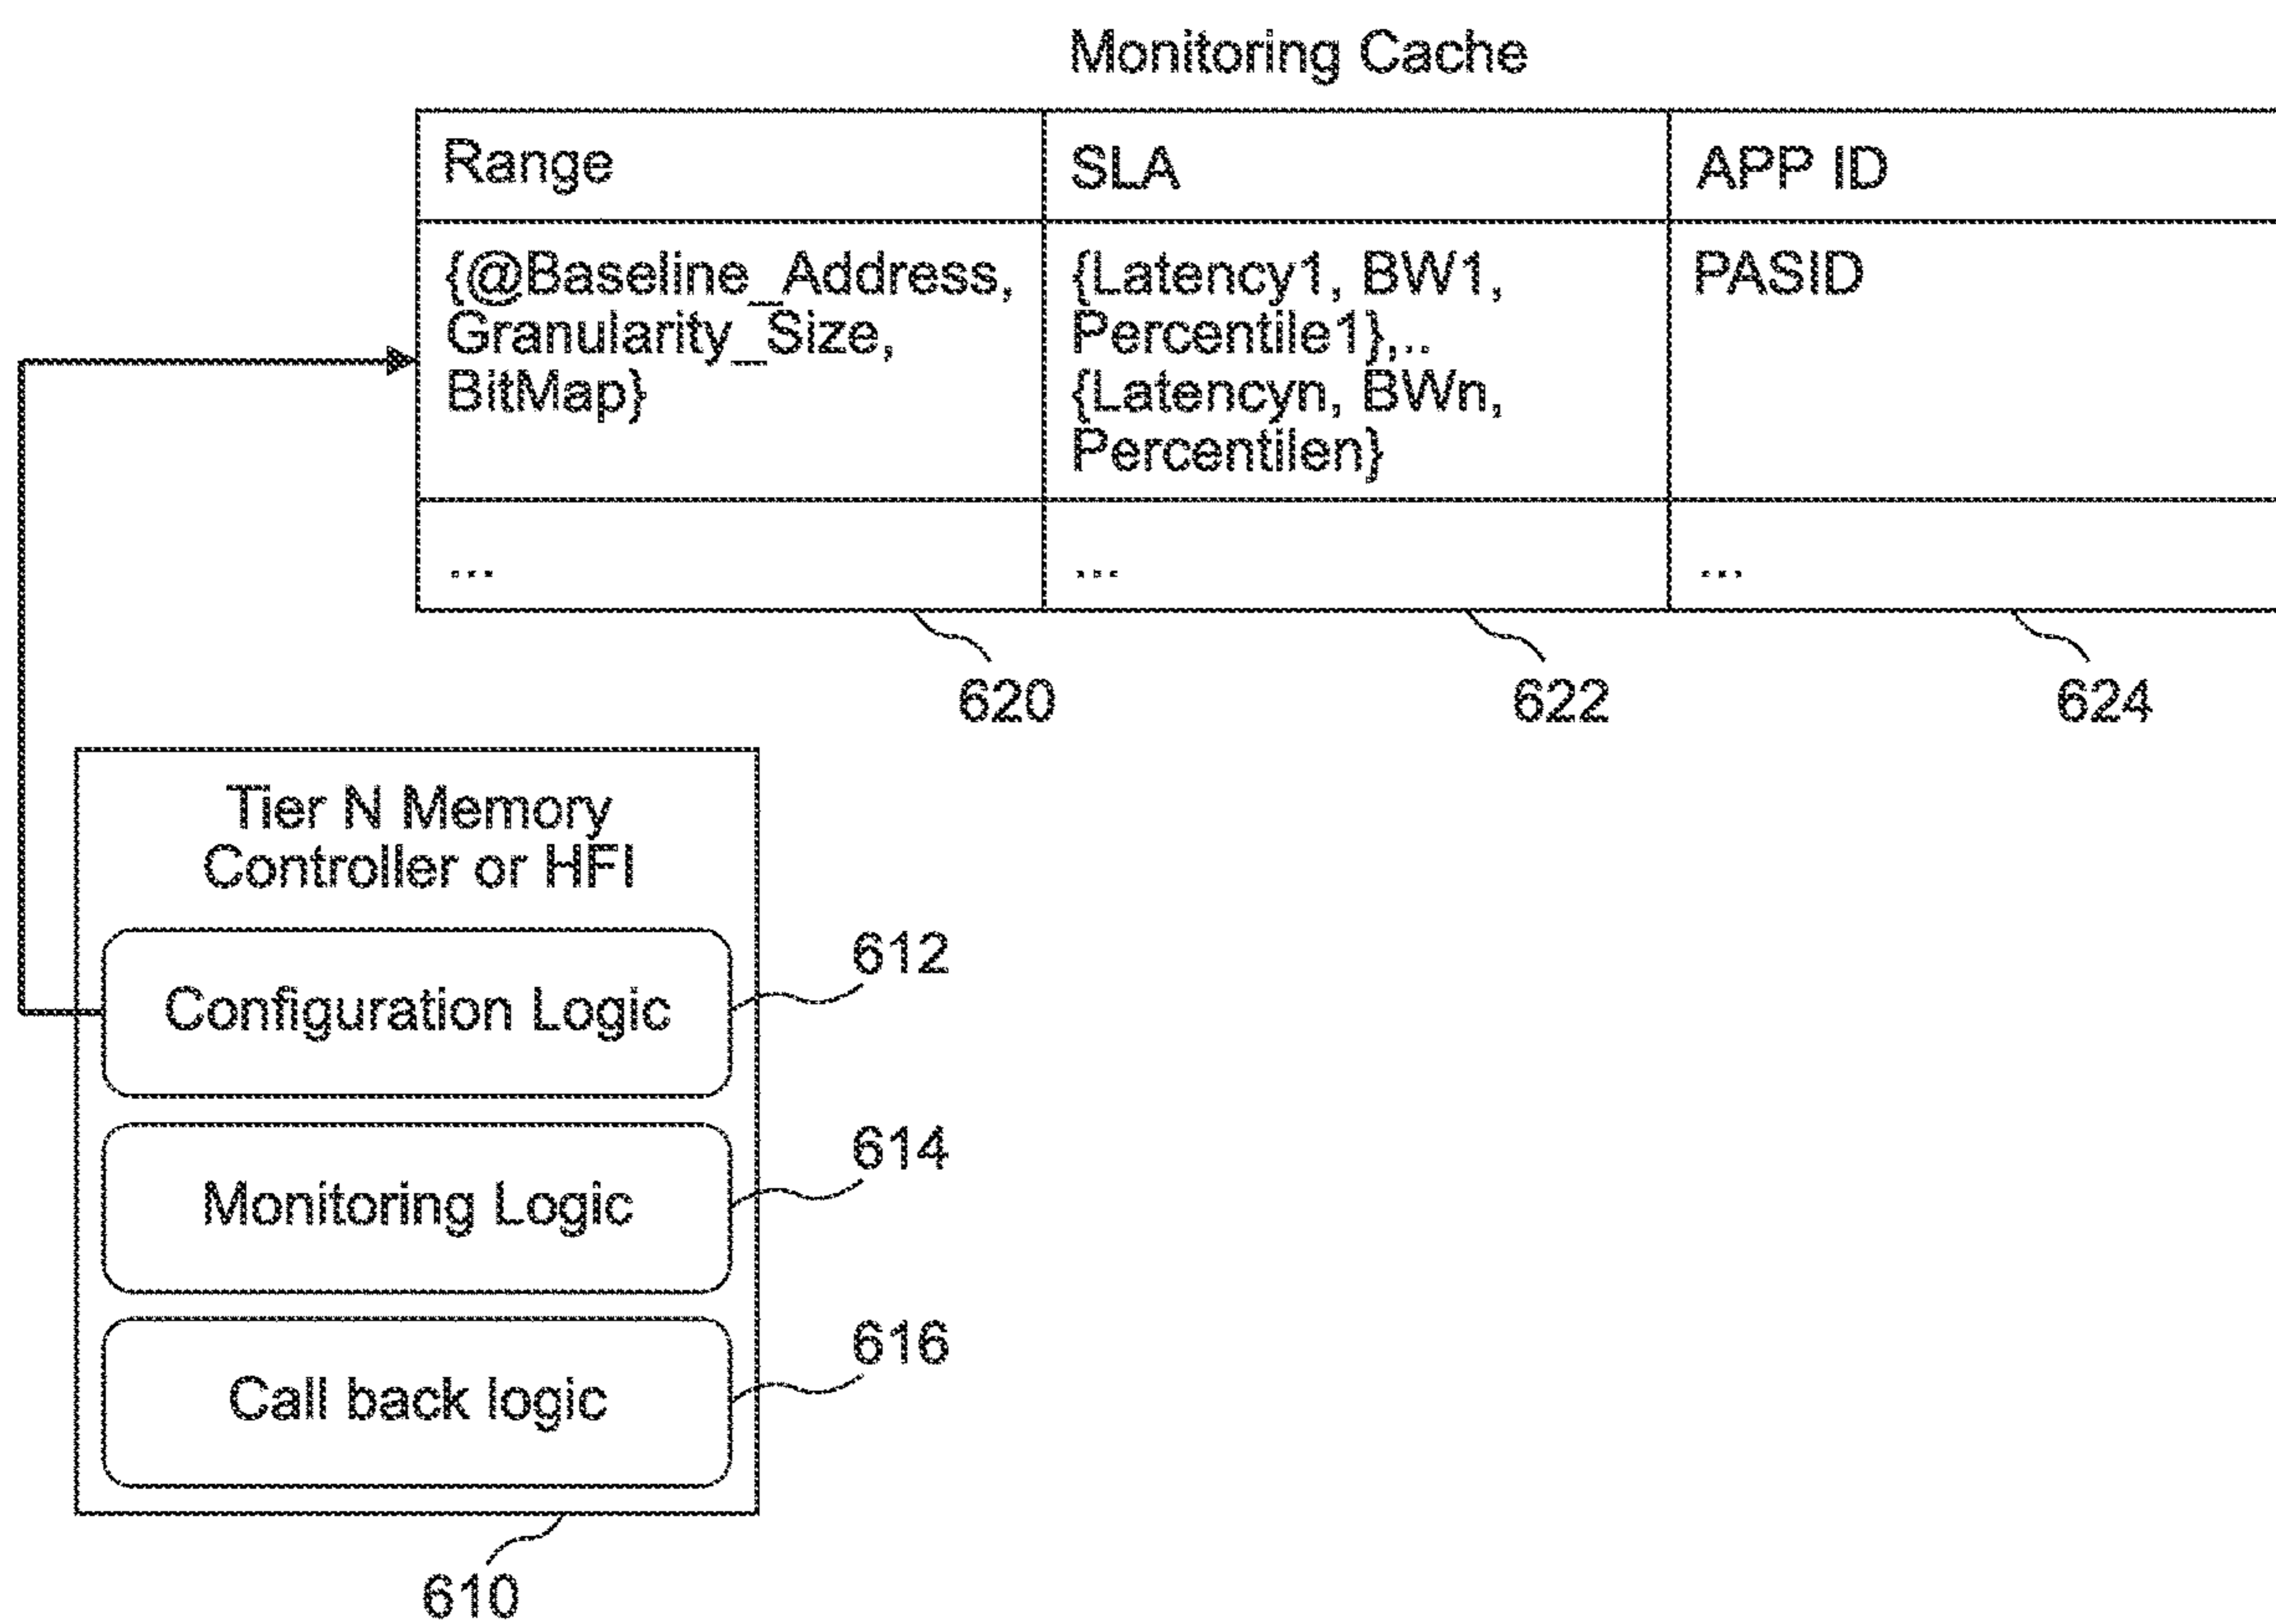 Monitoring Cache
Range
SLA
APP ID
{@Baseline_Address,
Granularity_Size,
BitMap}
{Latency1, BW1,
Percentile1},..
{Latencyn, BWn,
Percentilen}
PASID
...
...
...
620
622
624
Tier N Memory
Controller or HFI
Configuration Logic
612
Monitoring Logic
614
Call back logic
616
610